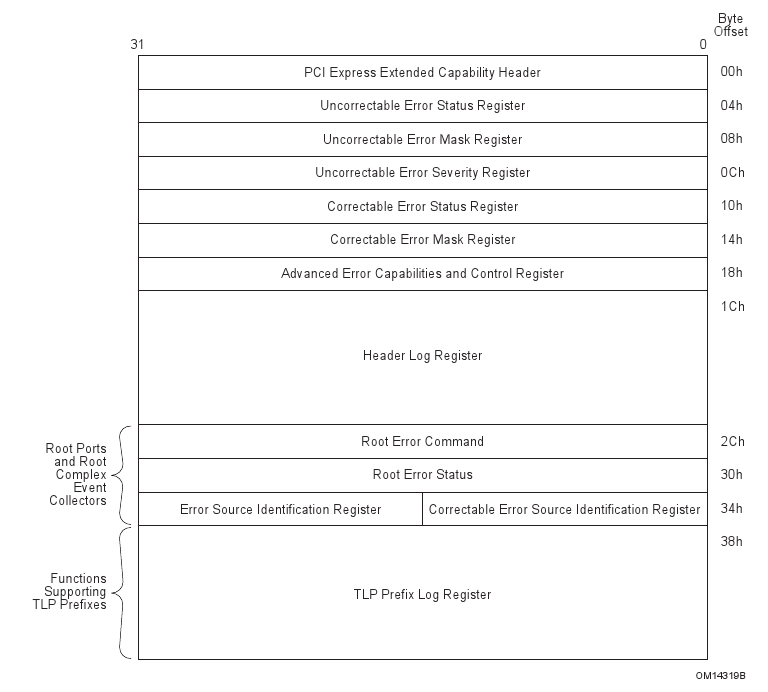 Byte
Offset
31
0
PCI Express Extended Capability Header
00h
Uncorrectable Error Status Register
04h
Uncorrectable Error Mask Register
08h
Uncorrectable Error Severity Register
0Ch
Correctable Error Status Register
10h
Correctable Error Mask Register
14h
Advanced Error Capabilities and Control Register
18h
1Ch
Header Log Register
Root Ports
and Root
Complex
Event
Collectors
Root Error Command
2Ch
Root Error Status
30h
Error Source Identification Register
Correctable Error Source Identification Register
34h
38h
Functions
Supporting
TLP Prefixes
TLP Prefix Log Register
OM14319B